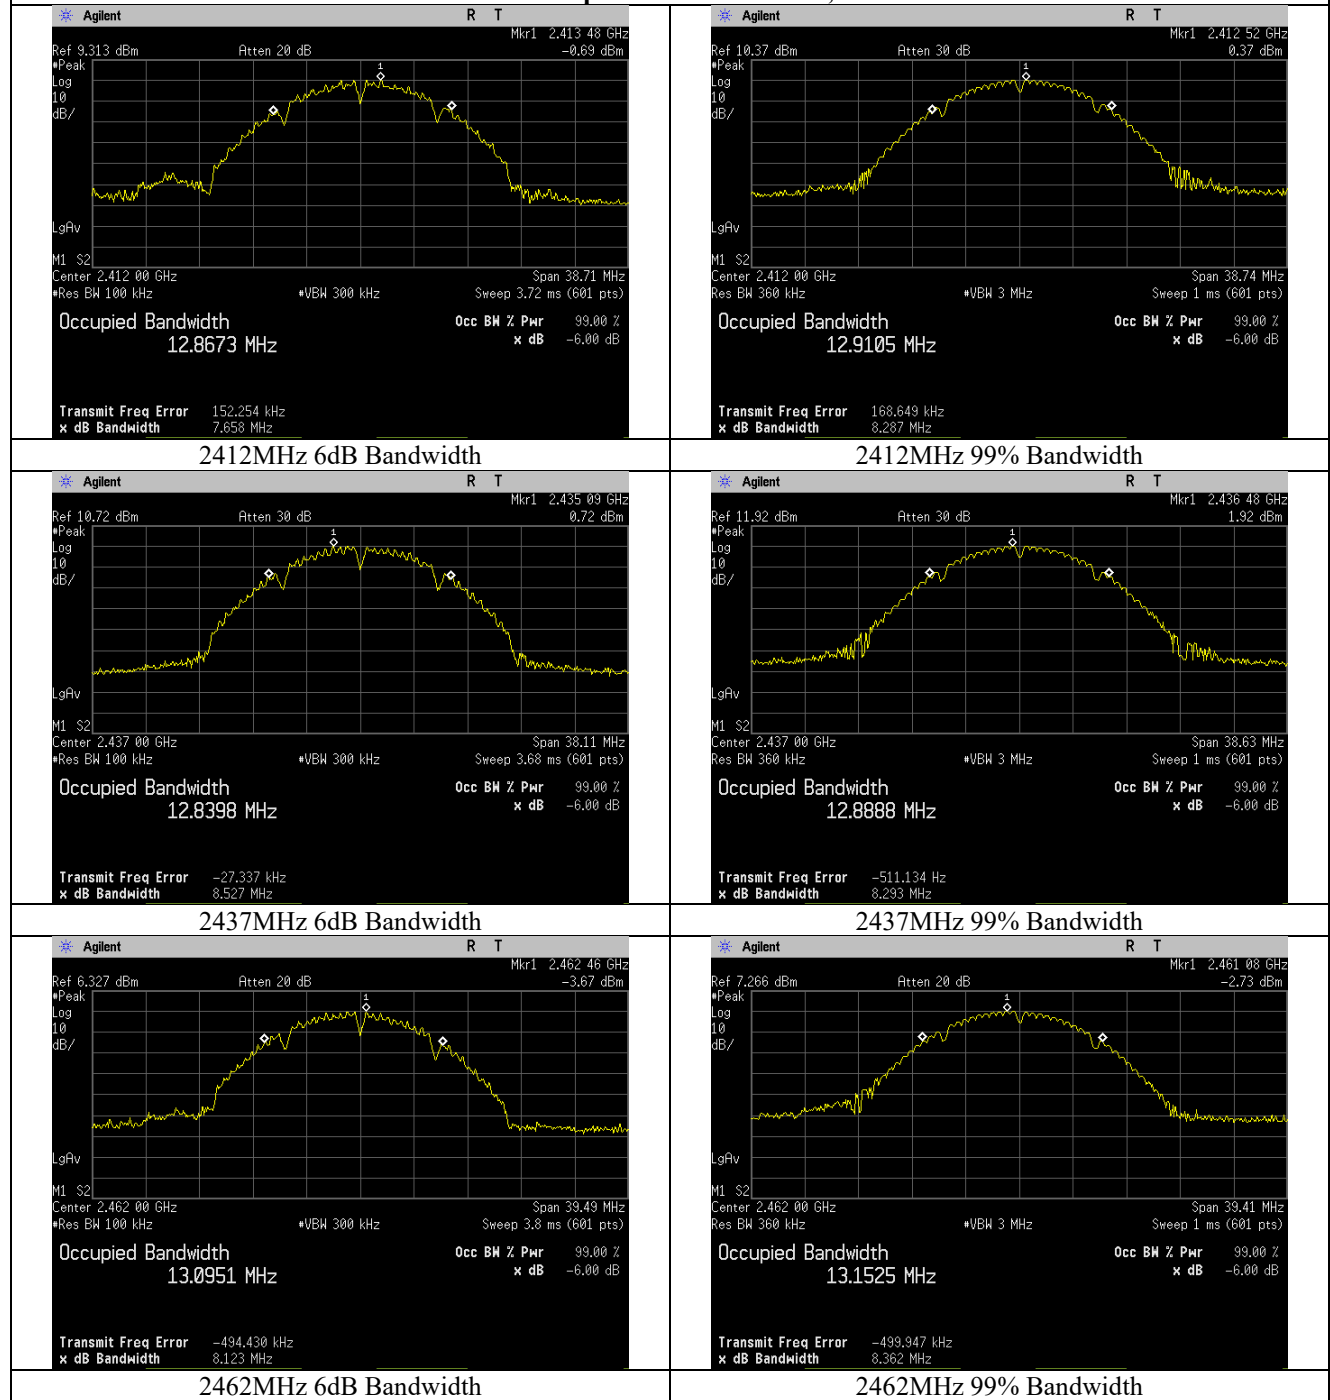 Agilent R T
Mkr1 2.413 48 GHz
Ref 9.313 dBm Atten 20 dB -0.69 dBm
#Peak
Log
10
dB/
1
LgAv
M1 S2
Center 2.412 00 GHz Span 38.71 MHz
#Res BW 100 kHz #VBW 300 kHz Sweep 3.72 ms (601 pts)
Occupied Bandwidth Occ BW % Pwr 99.00 %
12.8673 MHz x dB -6.00 dB
Transmit Freq Error 152.254 kHz
x dB Bandwidth 7.658 MHz
2412MHz 6dB Bandwidth
Agilent R T
Mkr1 2.412 52 GHz
Ref 10.37 dBm Atten 30 dB 0.37 dBm
#Peak
Log
10
dB/
1
LgAv
M1 S2
Center 2.412 00 GHz Span 38.74 MHz
Res BW 360 kHz #VBW 3 MHz Sweep 1 ms (601 pts)
Occupied Bandwidth Occ BW % Pwr 99.00 %
12.9105 MHz x dB -6.00 dB
Transmit Freq Error 168.649 kHz
x dB Bandwidth 8.287 MHz
2412MHz 99% Bandwidth
Agilent R T
Mkr1 2.435 09 GHz
Ref 10.72 dBm Atten 30 dB 0.72 dBm
#Peak
Log
10
dB/
1
LgAv
M1 S2
Center 2.437 00 GHz Span 38.11 MHz
#Res BW 100 kHz #VBW 300 kHz Sweep 3.68 ms (601 pts)
Occupied Bandwidth Occ BW % Pwr 99.00 %
12.8398 MHz x dB -6.00 dB
Transmit Freq Error -27.337 kHz
x dB Bandwidth 8.527 MHz
2437MHz 6dB Bandwidth
Agilent R T
Mkr1 2.436 48 GHz
Ref 11.92 dBm Atten 30 dB 1.92 dBm
#Peak
Log
10
dB/
1
LgAv
M1 S2
Center 2.437 00 GHz Span 38.63 MHz
Res BW 360 kHz #VBW 3 MHz Sweep 1 ms (601 pts)
Occupied Bandwidth Occ BW % Pwr 99.00 %
12.8888 MHz x dB -6.00 dB
Transmit Freq Error -511.134 Hz
x dB Bandwidth 8.293 MHz
2437MHz 99% Bandwidth
Agilent R T
Mkr1 2.462 46 GHz
Ref 6.327 dBm Atten 20 dB -3.67 dBm
#Peak
Log
10
dB/
1
LgAv
M1 S2
Center 2.462 00 GHz Span 39.49 MHz
#Res BW 100 kHz #VBW 300 kHz Sweep 3.8 ms (601 pts)
Occupied Bandwidth Occ BW % Pwr 99.00 %
13.0951 MHz x dB -6.00 dB
Transmit Freq Error -494.430 kHz
x dB Bandwidth 8.123 MHz
2462MHz 6dB Bandwidth
Agilent R T
Mkr1 2.461 08 GHz
Ref 7.266 dBm Atten 20 dB -2.73 dBm
#Peak
Log
10
dB/
1
LgAv
M1 S2
Center 2.462 00 GHz Span 39.41 MHz
Res BW 360 kHz #VBW 3 MHz Sweep 1 ms (601 pts)
Occupied Bandwidth Occ BW % Pwr 99.00 %
13.1525 MHz x dB -6.00 dB
Transmit Freq Error -499.947 kHz
x dB Bandwidth 8.362 MHz
2462MHz 99% Bandwidth